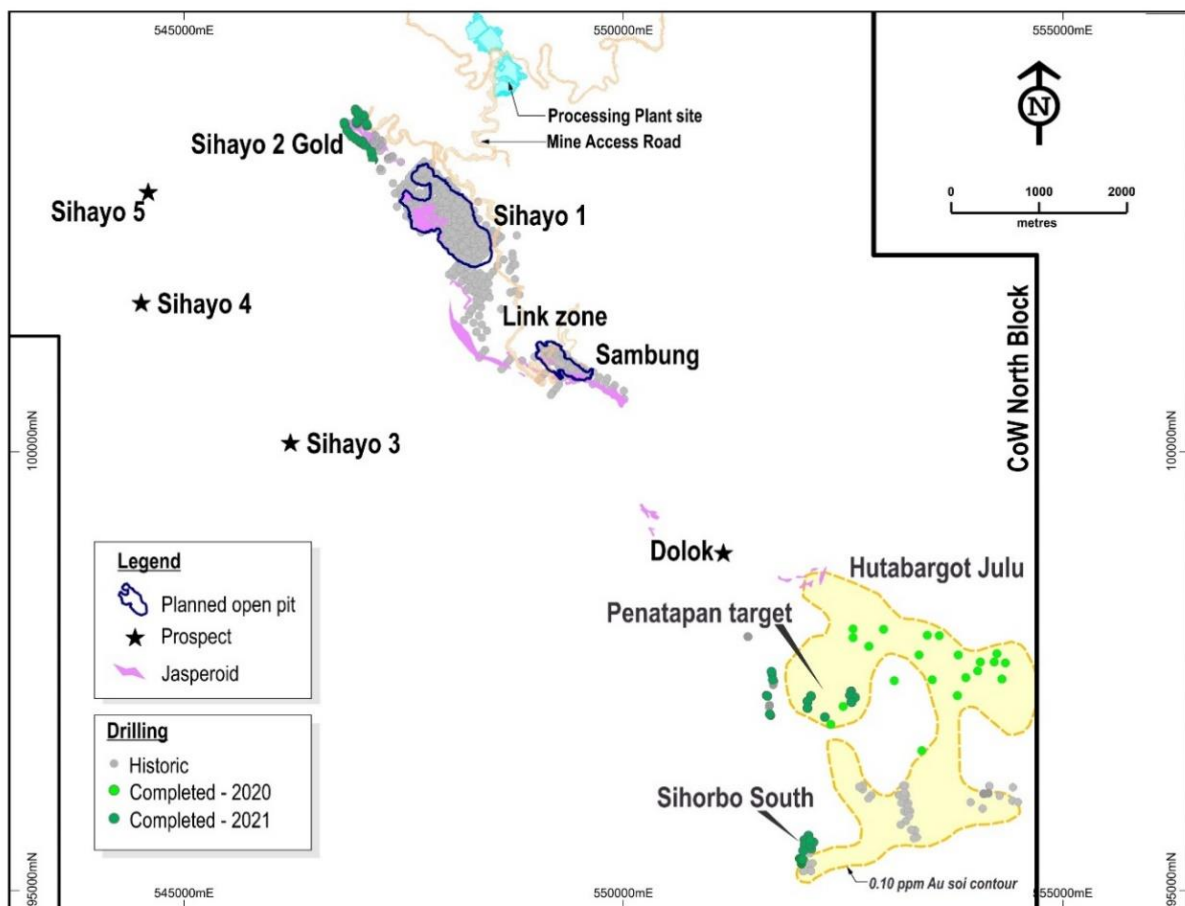 545000mE
550000mE
555000mE
N
Processing Plant site
Mine Access Road
Sihayo 2 Gold
Sihayo 5
Sihayo 1
0 1000 2000
metres
Sihayo 4
Link zone
Sambung
CoW North Block
100000mN
100000mN
Sihayo 3
Dolok
Hutabargot Julu
Penatapan target
Legend
Planned open pit
Prospect
Jasperoid
Drilling
Historic
Completed - 2020
Completed - 2021
Sihorbo South
0.10 ppm Au soi contour
95000mN
95000mN
545000mE
550000mE
555000mE